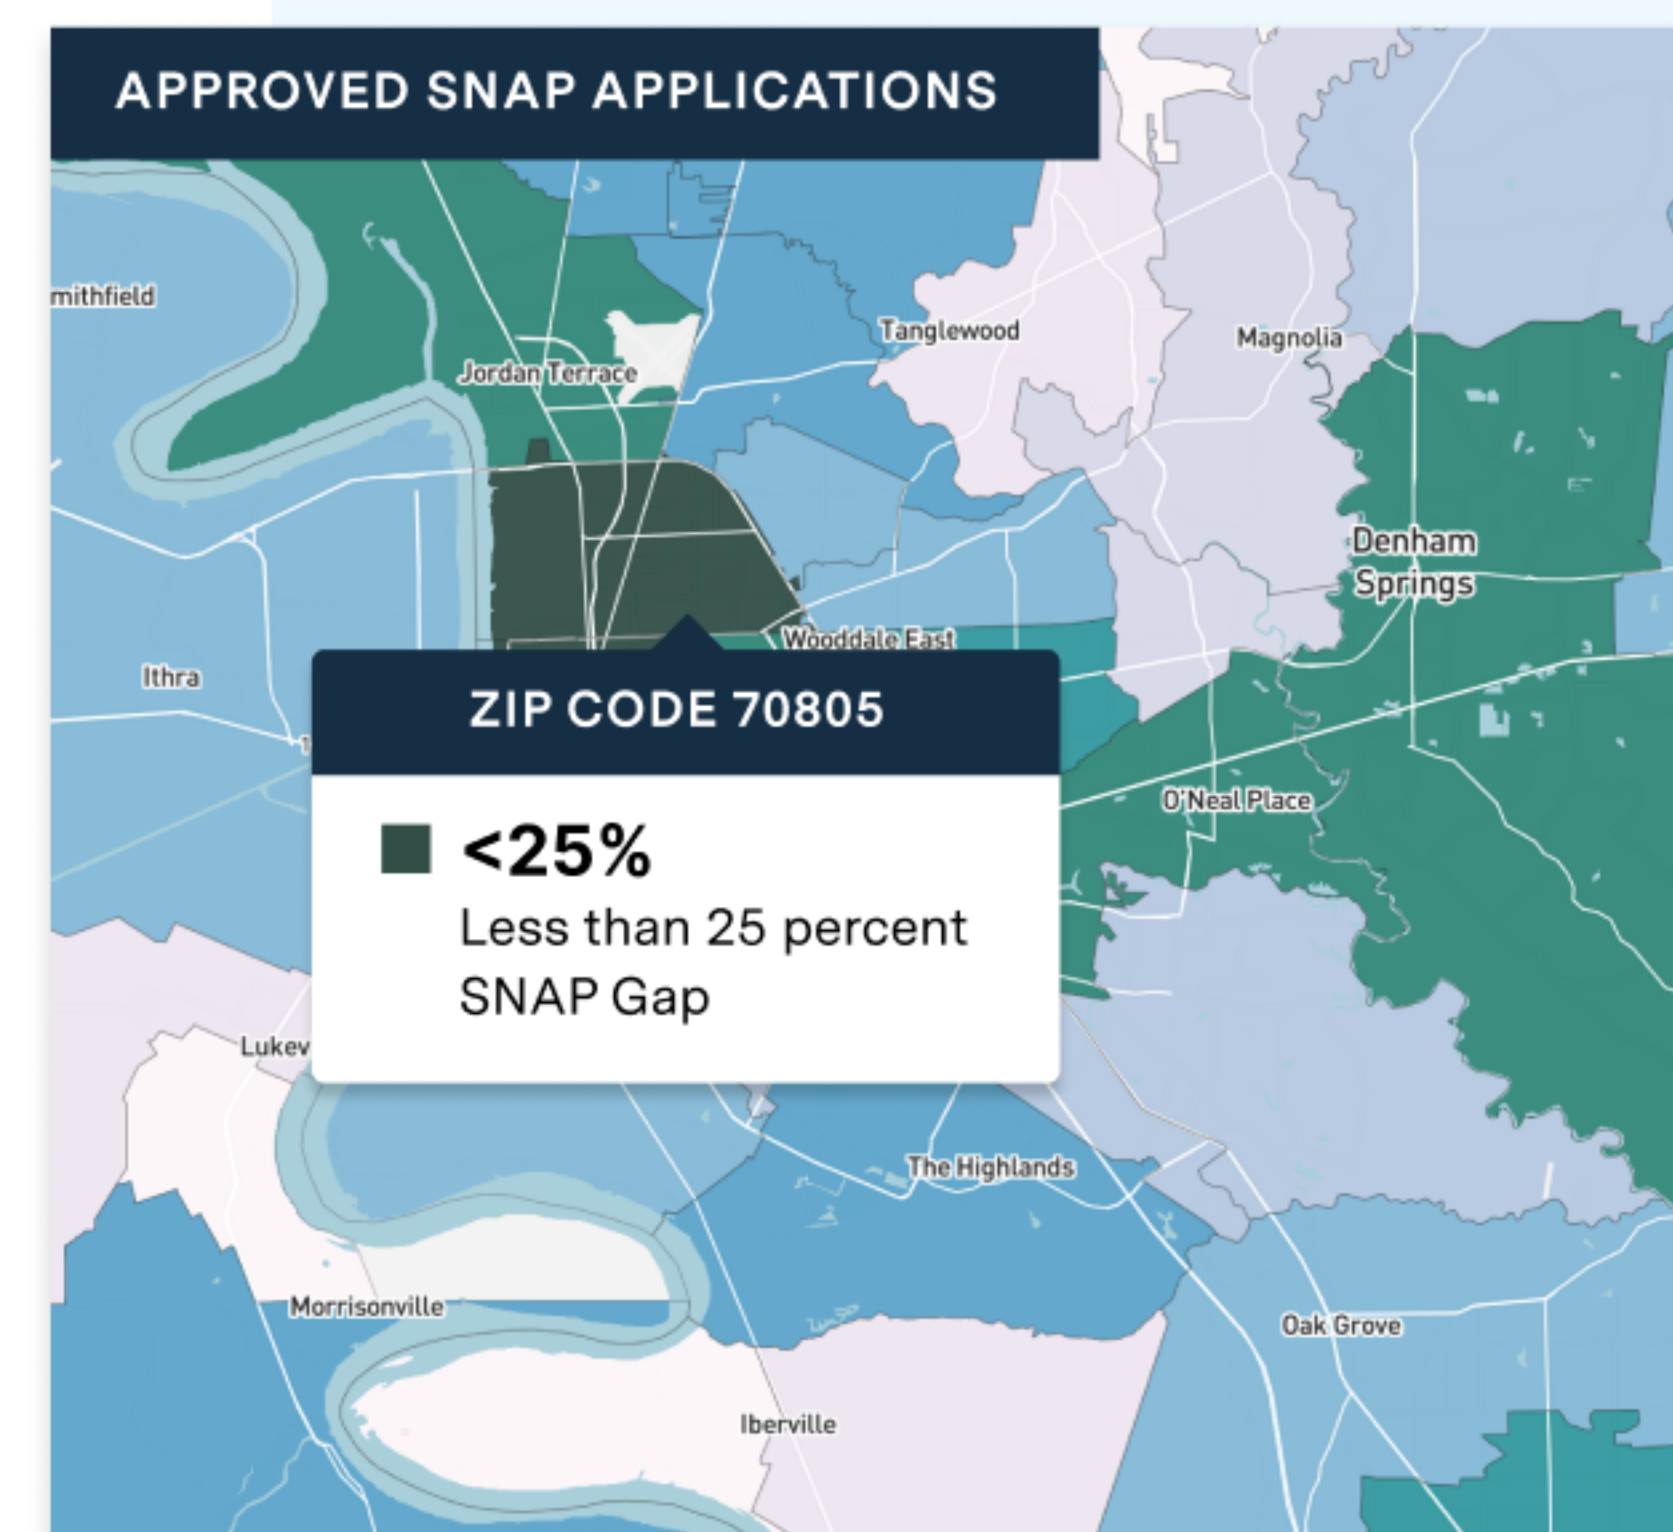 APPROVED SNAP APPLICATIONS
mithfield
Tanglewood
Magnolia
Jordan Terrace
Denham
Springs
Wooddale East
Ithra
ZIP CODE 70805
O'Neal Place
<25%
Less than 25 percent
SNAP Gap
Lukev
The Highlands
Morrisonville
Oak Grove
Iberville